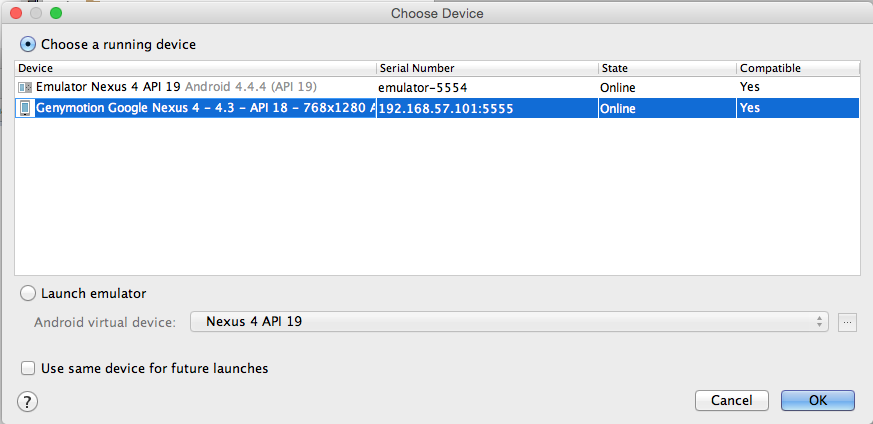 Choose Device
Choose a running device
Device Serial Number State Compatible
Emulator Nexus 4 API 19 Android 4.4.4 (API 19) emulator-5554 Online Yes
Genymotion Google Nexus 4 - 4.3 - API 18 - 768x1280 A 192.168.57.101:5555 Online Yes
Launch emulator
Android virtual device: Nexus 4 API 19 ...
Use same device for future launches
? Cancel OK